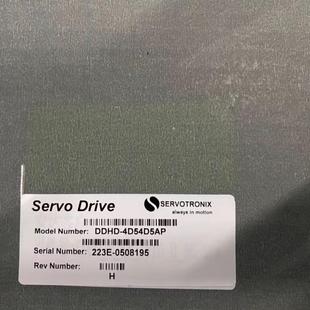 Servo Drive
SERVOTRONIX
always in motion
Model Number: DDHD-4D54D5AP
Serial Number: 223E-0508195
Rev Number:
H